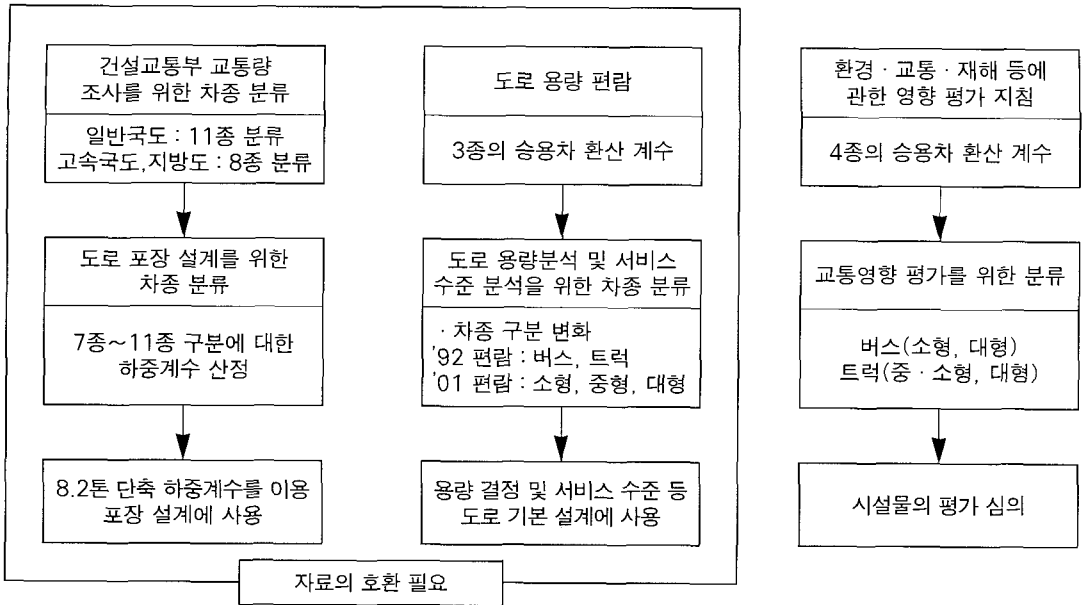 건설교통부 교통량
조사를 위한 차종 분류
일반국도 : 11종 분류
고속국도,지방도 : 8종 분류
도로 포장 설계를 위한
차종 분류
7종~11종 구분에 대한
하중계수 산정
8.2톤 단축 하중계수를 이용
포장 설계에 사용
도로 용량 편람
3종의 승용차 환산 계수
도로 용량분석 및 서비스
수준 분석을 위한 차종 분류
· 차종 구분 변화
'92 편람 : 버스, 트럭
'01 편람 : 소형, 중형, 대형
용량 결정 및 서비스 수준 등
도로 기본 설계에 사용
자료의 호환 필요
환경 · 교통 · 재해 등에
관한 영향 평가 지침
4종의 승용차 환산 계수
교통영향 평가를 위한 분류
버스(소형, 대형)
트럭(중 · 소형, 대형)
시설물의 평가 심의